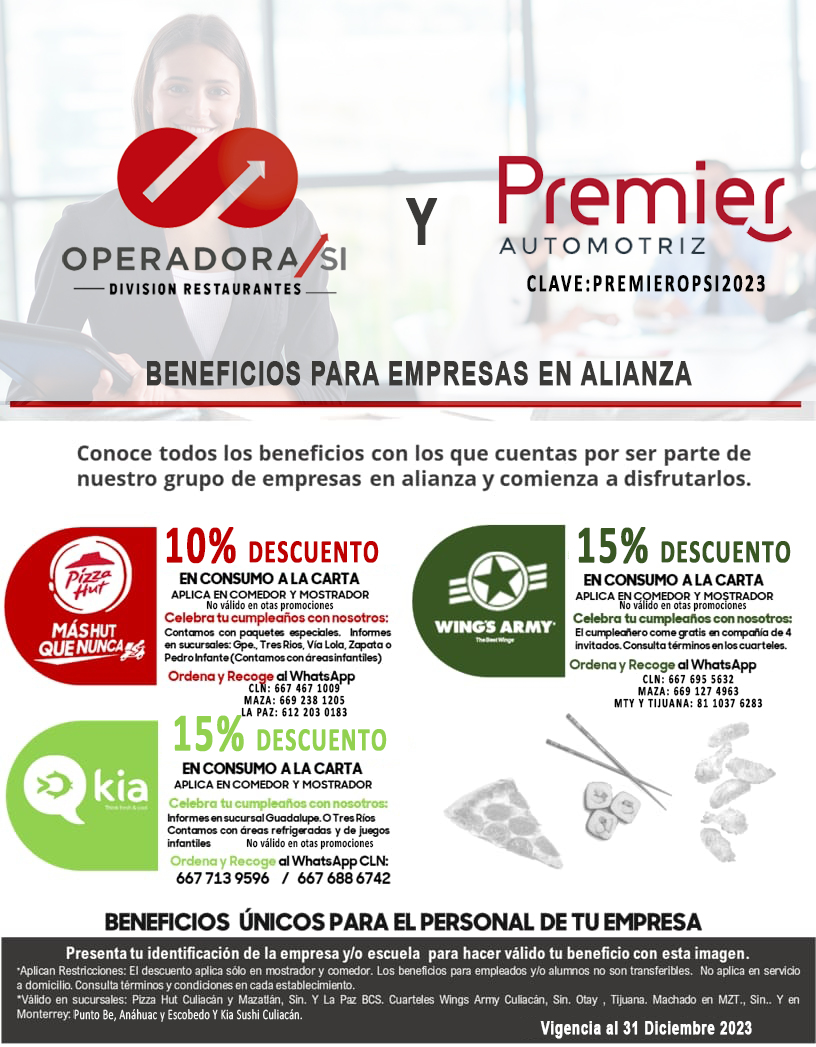 OPERADORA/SI
DIVISION RESTAURANTES
Y
Premier
AUTOMOTRIZ
CLAVE:PREMIEROPSI2023
BENEFICIOS PARA EMPRESAS EN ALIANZA
Conoce todos los beneficios con los que cuentas por ser parte de
nuestro grupo de empresas en alianza y comienza a disfrutarlos.
Pizza
Hut
MÁS HUT
QUE NUNCA
10% DESCUENTO
EN CONSUMO A LA CARTA
APLICA EN COMEDOR Y MOSTRADOR
No válido en otas promociones
Celebra tu cumpleaños con nosotros:
Contamos con paquetes especiales. Informes
en sucursales: Gpe., Tres Rios, Vía Lola, Zapata o
Pedro Infante (Contamos con áreas infantiles)
Ordena y Recoge al WhatsApp
CLN: 667 467 1009
MAZA: 669 238 1205
LA PAZ: 612 203 0183
WING'S ARMY
The Best Wings
15% DESCUENTO
EN CONSUMO A LA CARTA
APLICA EN COMEDOR Y MOSTRADOR
No válido en otas promociones
Celebra tu cumpleaños con nosotros:
El cumpleañero come gratis en compañía de 4
invitados. Consulta términos en los cuarteles.
Ordena y Recoge al WhatsApp
CLN: 667 695 5632
MAZA: 669 127 4963
MTY Y TIJUANA: 81 1037 6283
kia
Think fresh & cool
15% DESCUENTO
EN CONSUMO A LA CARTA
APLICA EN COMEDOR Y MOSTRADOR
Celebra tu cumpleaños con nosotros:
Informes en sucursal Guadalupe. O Tres Ríos
Contamos con áreas refrigeradas y de juegos
infantiles No válido en otas promociones
Ordena y Recoge al WhatsApp CLN:
667 713 9596 / 667 688 6742
BENEFICIOS ÚNICOS PARA EL PERSONAL DE TU EMPRESA
Presenta tu identificación de la empresa y/o escuela para hacer válido tu beneficio con esta imagen.
*Aplican Restricciones: El descuento aplica sólo en mostrador y comedor. Los beneficios para empleados y/o alumnos no son transferibles. No aplica en servicio
a domicilio. Consulta términos y condiciones en cada establecimiento.
*Válido en sucursales: Pizza Hut Culiacán y Mazatlán, Sin. Y La Paz BCS. Cuarteles Wings Army Culiacán, Sin. Otay , Tijuana. Machado en MZT., Sin.. Y en
Monterrey: Punto Be, Anáhuac y Escobedo Y Kia Sushi Culiacán.
Vigencia al 31 Diciembre 2023